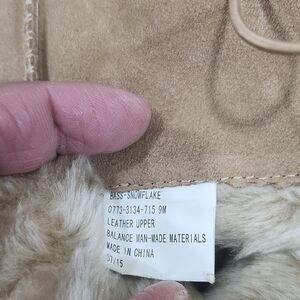 BASS-SNOWFLAKE
0773-3134-715 9M
LEATHER UPPER
BALANCE MAN-MADE MATERIALS
MADE IN CHINA
07/15